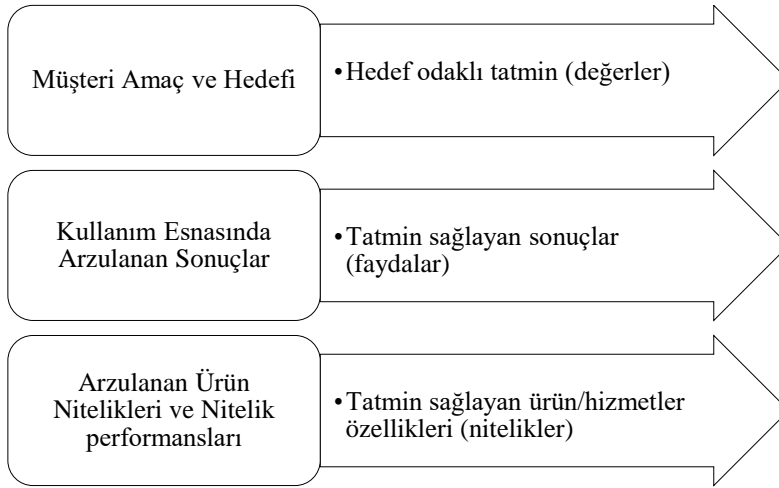 Müşteri Amaç ve Hedefi
•Hedef odaklı tatmin (değerler)
Kullanım Esnasında
Arzulanan Sonuçlar
•Tatmin sağlayan sonuçlar
(faydalar)
Arzulanan Ürün
Nitelikleri ve Nitelik
performansları
•Tatmin sağlayan ürün/hizmetler
özellikleri (nitelikler)